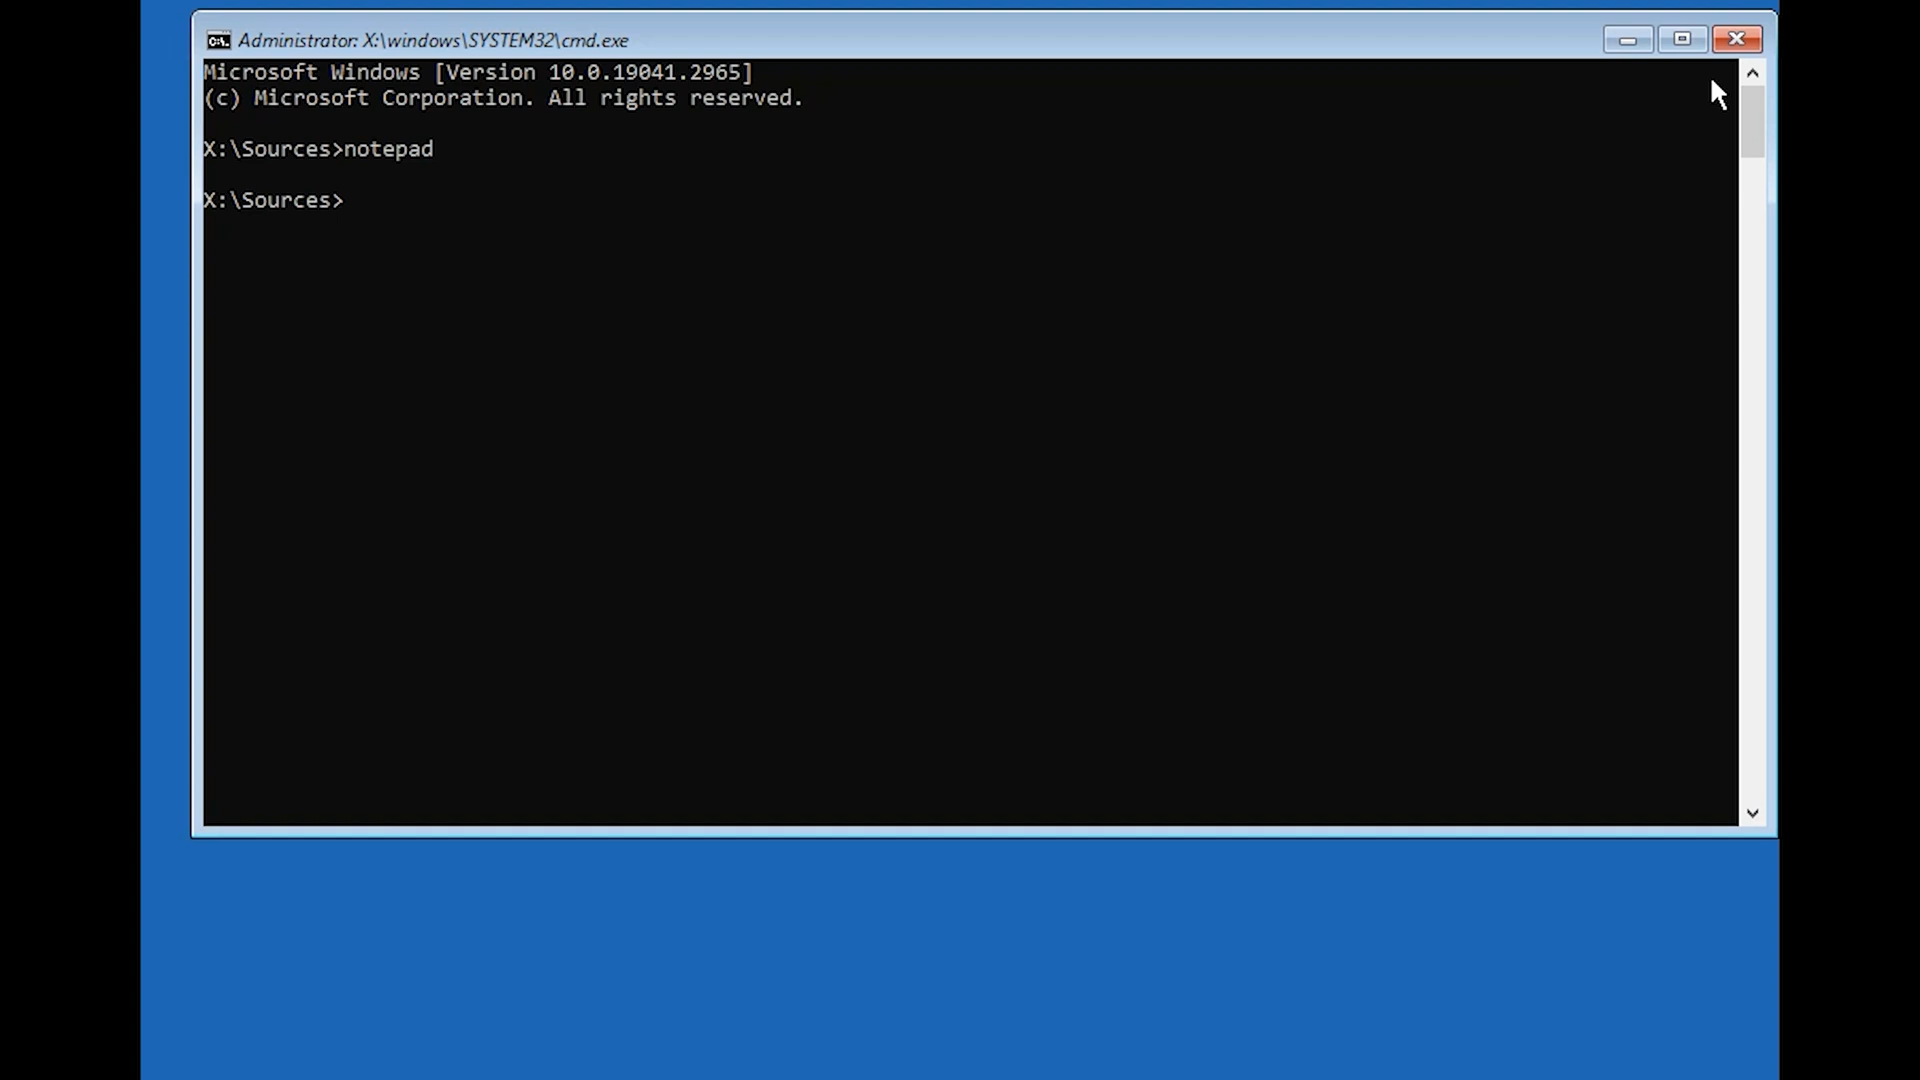 Administrator: X:\windows\SYSTEM32\cmd.exe
Microsoft Windows [Version 10.0.19041.2965]
(c) Microsoft Corporation. All rights reserved.
X:\Sources>notepad
X:\Sources>